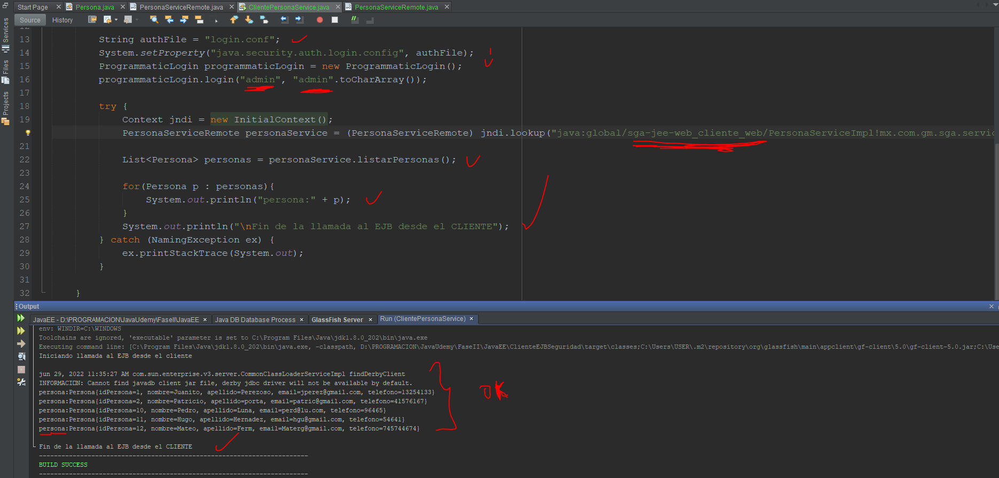 Start Page
Persona.java
PersonaServiceRemote.java
ClientePersonaService.java
PersonaServiceRemote.java
Source
History
Services
Files
Projects
13 String authFile = "login.conf";
14 System.setProperty("java.security.auth.login.config", authFile);
15 ProgrammaticLogin programmaticLogin = new ProgrammaticLogin();
16 programmaticLogin.login("admin", "admin".toCharArray());
17
18 try {
19 Context jndi = new InitialContext();
PersonaServiceRemote personaService = (PersonaServiceRemote) jndi.lookup("java:global/sga-jee-web_cliente_web/PersonaServiceImpl!mx.com.gm.sga.servic
21
22 List<Persona> personas = personaService.listarPersonas();
23
24 for(Persona p : personas){
25 System.out.println("persona:" + p);
26 }
27 System.out.println("\nFin de la llamada al EJB desde el CLIENTE");
28 } catch (NamingException ex) {
29 ex.printStackTrace(System.out);
30 }
31
32 }
Output
JavaEE - D:\PROGRAMACION\JavaUdemy\FaseII\JavaEE
Java DB Database Process
GlassFish Server
Run (ClientePersonaService)
env: WINDIR=C:\WINDOWS
Toolchains are ignored, 'executable' parameter is set to C:\Program Files\Java\jdk1.8.0_202\bin\java.exe
Executing command line: [C:\Program Files\Java\jdk1.8.0_202\bin\java.exe, -classpath, D:\PROGRAMACION\JavaUdemy\FaseII\JavaEE\ClienteEJBSeguridad\target\classes;C:\Users\USER\.m2\repository\org\glassfish\main\appclient\gf-client\5.0\gf-client-5.0.jar;C:\Use
Iniciando llamada al EJB desde el cliente
jun 29, 2022 11:35:27 AM com.sun.enterprise.v3.server.CommonClassLoaderServiceImpl findDerbyClient
INFORMACI□N: Cannot find javadb client jar file, derby jdbc driver will not be available by default.
persona:Persona{idPersona=1, nombre=Juanito, apellido=Perezoso, email=jperez@gmail.com, telefono=13254133}
persona:Persona{idPersona=2, nombre=Patricio, apellido=porta, email=patric@gmail.com, telefono=41576167}
persona:Persona{idPersona=10, nombre=Pedro, apellido=Luna, email=perd@lu.com, telefono=96465}
persona:Persona{idPersona=11, nombre=Hugo, apellido=Hernadez, email=hgu@gmail.com, telefono=54641}
persona:Persona{idPersona=12, nombre=Mateo, apellido=Ferm, email=Materg@gmail.com, telefono=745744674}
OK
Fin de la llamada al EJB desde el CLIENTE
------------------------------------------------------------------------
BUILD SUCCESS
------------------------------------------------------------------------